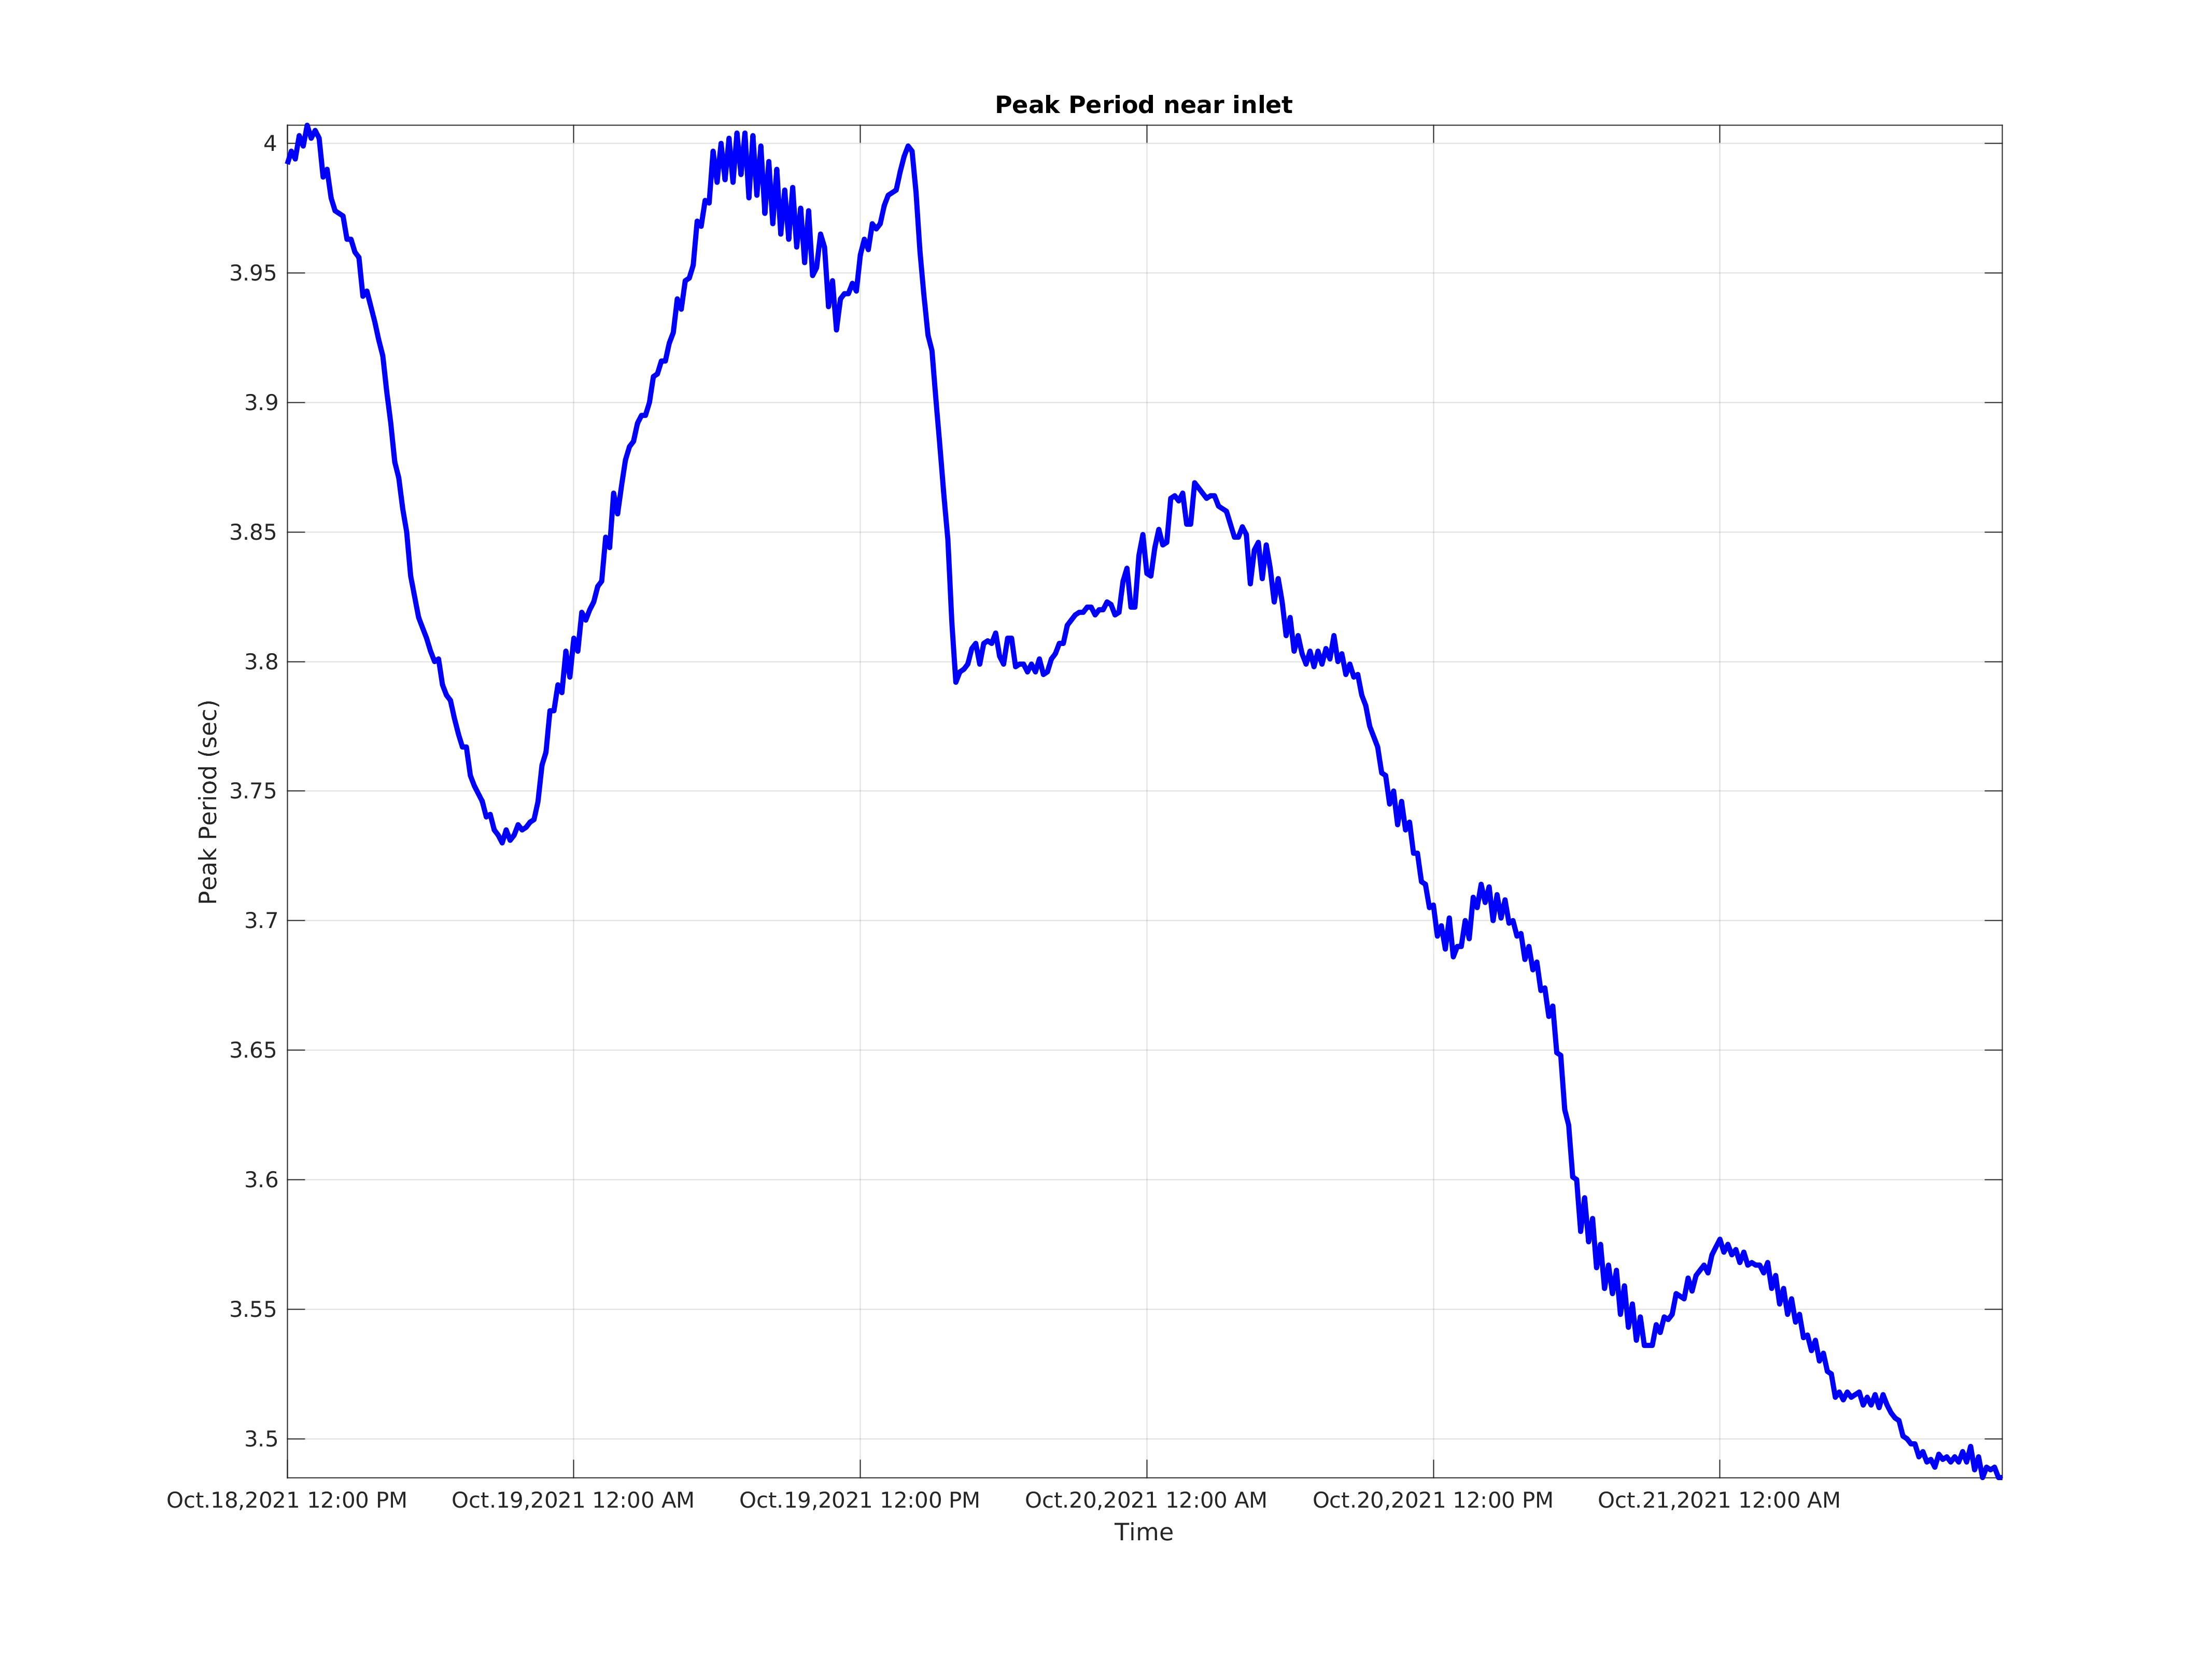 Peak Period near inlet
4
3.95
3.9
3.85
3.8
3.75
3.7
3.65
3.6
3.55
3.5
Peak Period (sec)
Oct.18,2021 12:00 PM Oct.19,2021 12:00 AM Oct.19,2021 12:00 PM Oct.20,2021 12:00 AM Oct.20,2021 12:00 PM Oct.21,2021 12:00 AM
Time